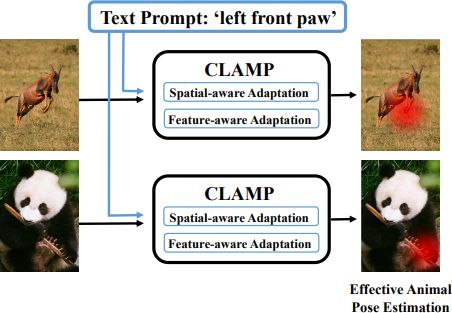 Text Prompt: ‘left front paw’
CLAMP
Spatial-aware Adaptation
Feature-aware Adaptation
CLAMP
Spatial-aware Adaptation
Feature-aware Adaptation
Effective Animal
Pose Estimation